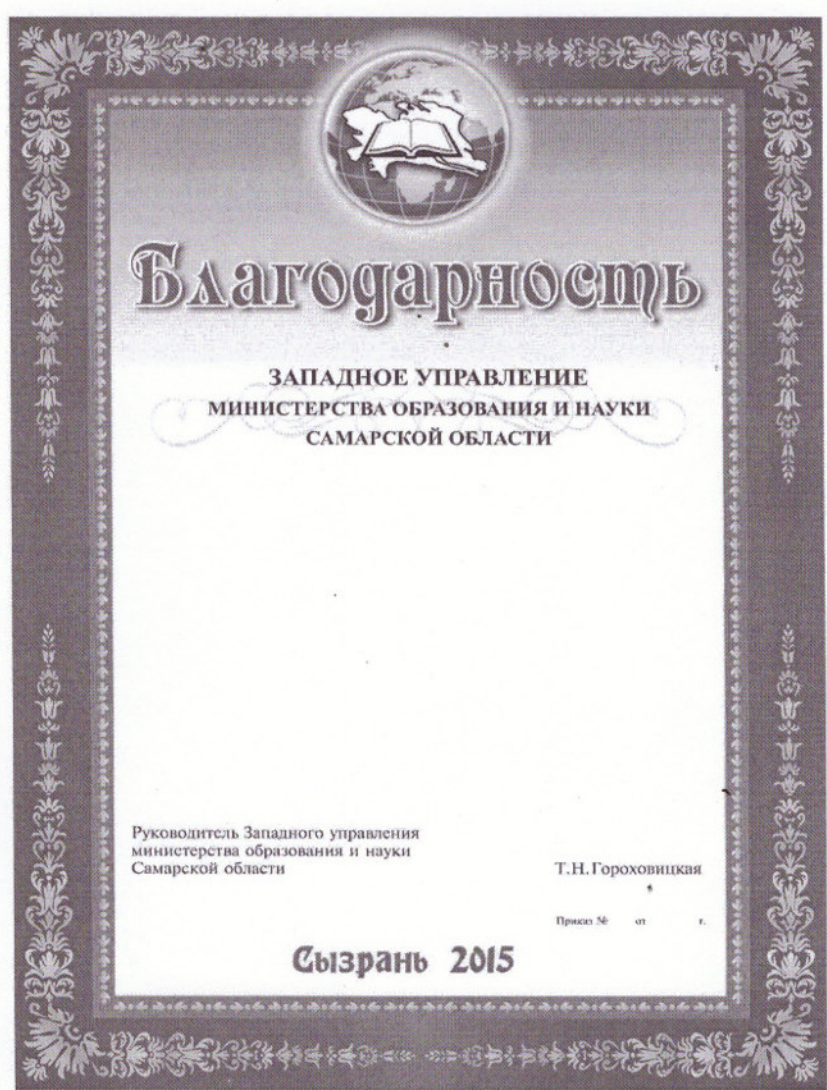 Благодарность
ЗАПАДНОЕ УПРАВЛЕНИЕ
МИНИСТЕРСТВА ОБРАЗОВАНИЯ И НАУКИ
САМАРСКОЙ ОБЛАСТИ
Руководитель Западного управления
министерства образования и науки
Самарской области
Т.Н.Гороховицкая
Приказ № от г.
Сызрань 2015